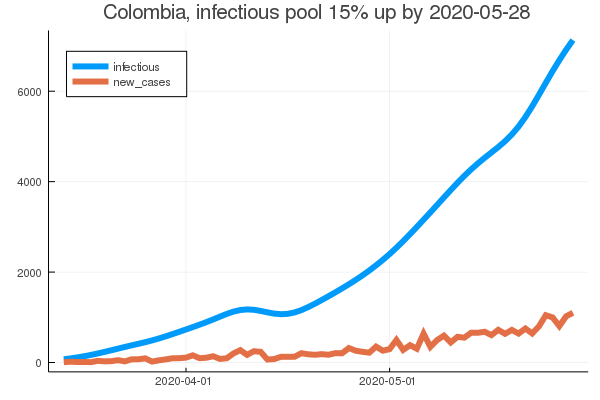 Colombia, infectious pool 15% up by 2020-05-28
infectious
new_cases
6000
4000
2000
0
2020-04-01
2020-05-01